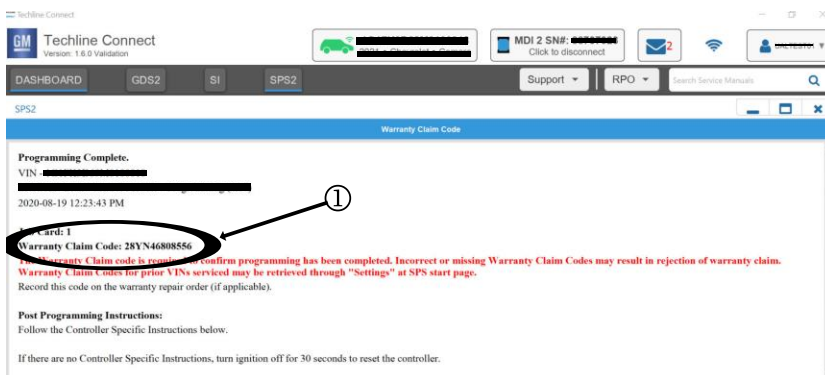 Techline Connect
GM
Techline Connect
Version: 1.6.0 Validation
MDI 2 SN#:
Click to disconnect
2
DASHBOARD GDS2 SI SPS2 Support RPO Search Service Manuals
SPS2
Warranty Claim Code
Programming Complete.
VIN -
2020-08-19 12:23:43 PM
①
Card: 1
Warranty Claim Code: 28YN46808556
The Warranty Claim code is required to confirm programming has been completed. Incorrect or missing Warranty Claim Codes may result in rejection of warranty claim.
Warranty Claim Codes for prior VINs serviced may be retrieved through "Settings" at SPS start page.
Record this code on the warranty repair order (if applicable).
Post Programming Instructions:
Follow the Controller Specific Instructions below.
If there are no Controller Specific Instructions, turn ignition off for 30 seconds to reset the controller.